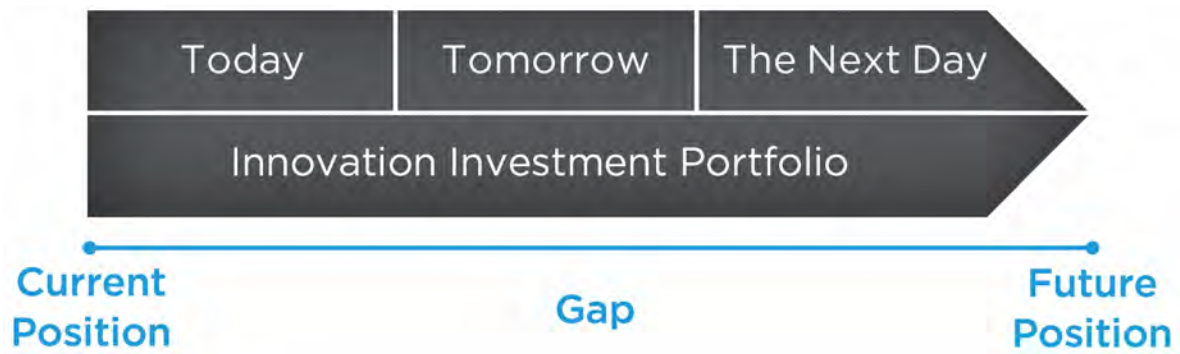 Today
Tomorrow
The Next Day
Innovation Investment Portfolio
Current
Position
Gap
Future
Position